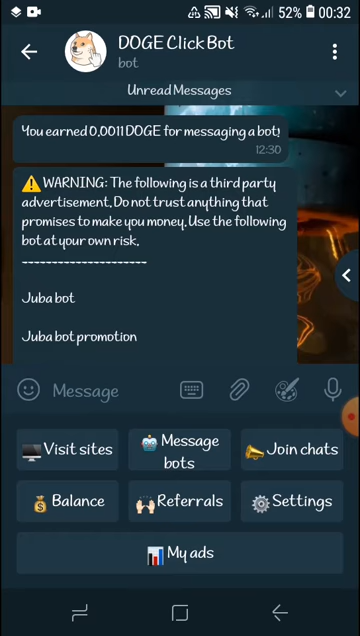 52% 00:32
DOGE Click Bot
bot
Unread Messages
You earned 0,0011 DOGE for messaging a bot!
12:30
WARNING: The following is a third party
advertisement. Do not trust anything that
promises to make you money. Use the following
bot at your own risk.
----------------------
Juba bot
Juba bot promotion
Message
Visit sites
Message
bots
Join chats
Balance
Referrals
Settings
My ads